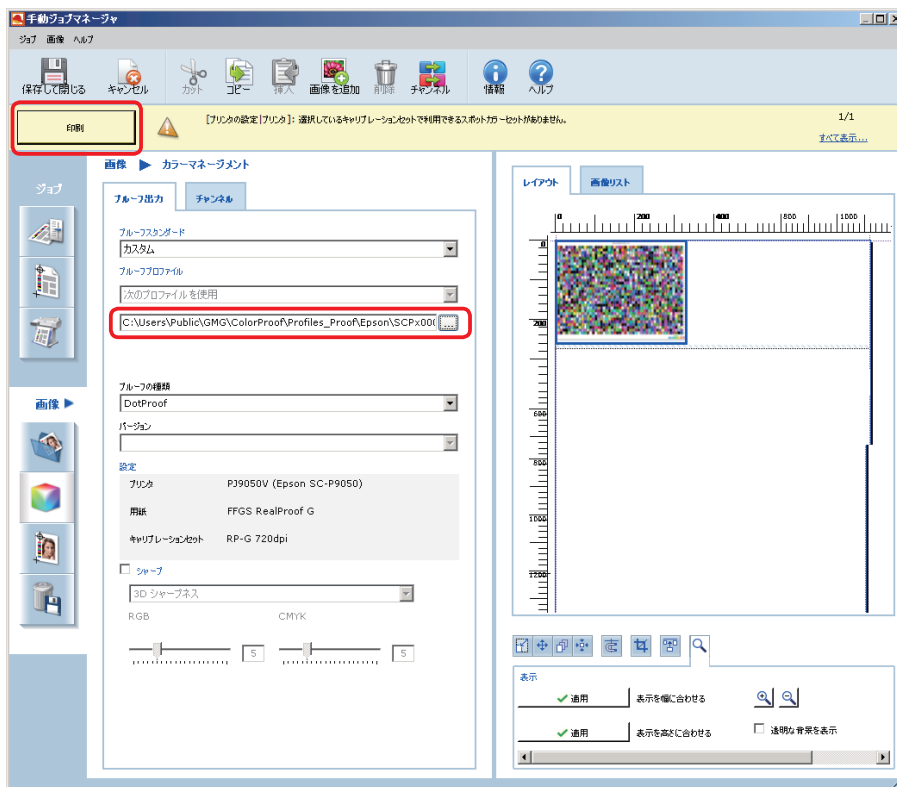 手動ジョブマネージャ
ジョブ 画像 ヘルプ
保存して閉じる キャンセル カット コピー 挿入 画像を追加 削除 チャンネル 情報 ヘルプ
印刷
[プリンタの設定|プリンタ]: 選択しているキャリブレーションセットで利用できるスポットカラーセットがありません。
1/1
すべて表示...
ジョブ
画像 ▶ カラーマネージメント
プルーフ出力 チャンネル
プルーフスタンダード
カスタム
プルーフプロファイル
次のプロファイルを使用
C:\Users\Public\GMG\ColorProof\Profiles_Proof\Epson\SCPx00 ...
プルーフの種類
DotProof
バージョン
設定
プリンタ PJ9050V (Epson SC-P9050)
用紙 FFGS RealProof G
キャリブレーションセット RP-G 720dpi
シャープ
3D シャープネス
RGB CMYK
5 5
画像 ▶
レイアウト 画像リスト
0 200 400 800 1000
0
200
600
800
1000
1200
表示
適用 表示を幅に合わせる
適用 表示を高さに合わせる 透明な背景を表示